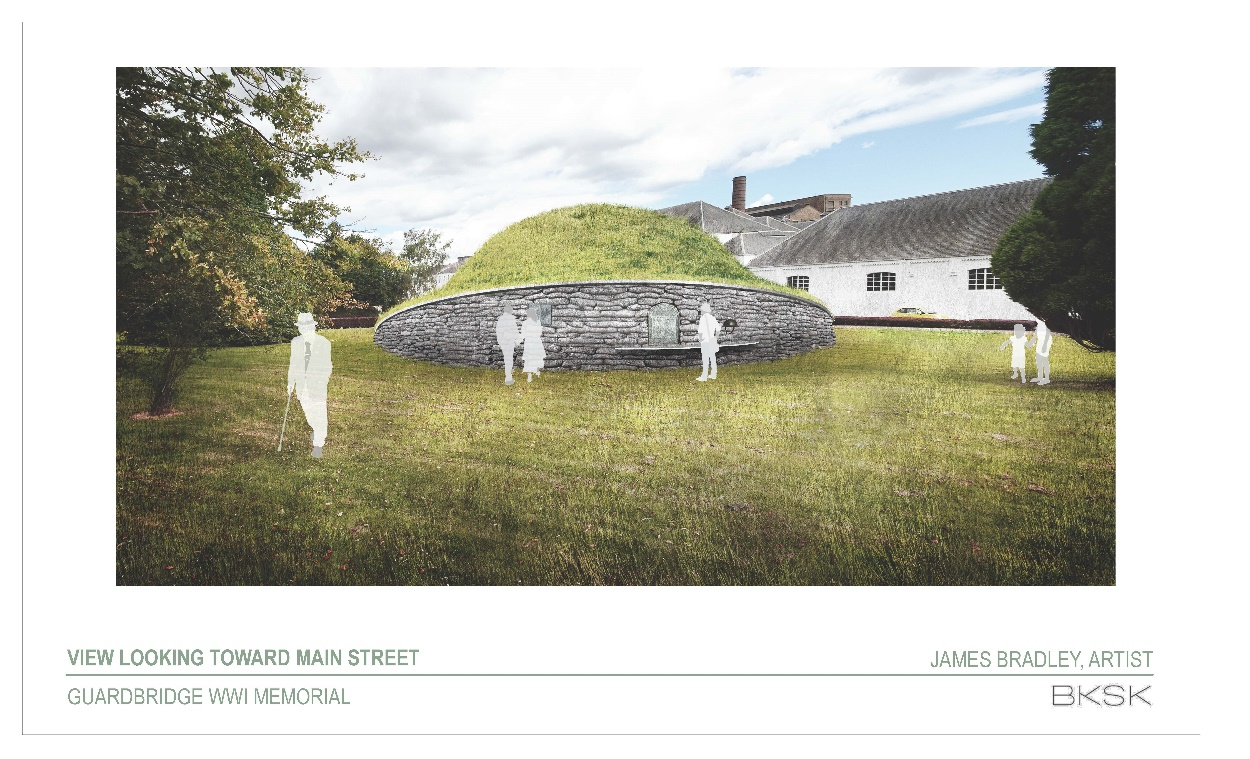 VIEW LOOKING TOWARD MAIN STREET
JAMES BRADLEY, ARTIST
GUARDBRIDGE WWI MEMORIAL
BKSK